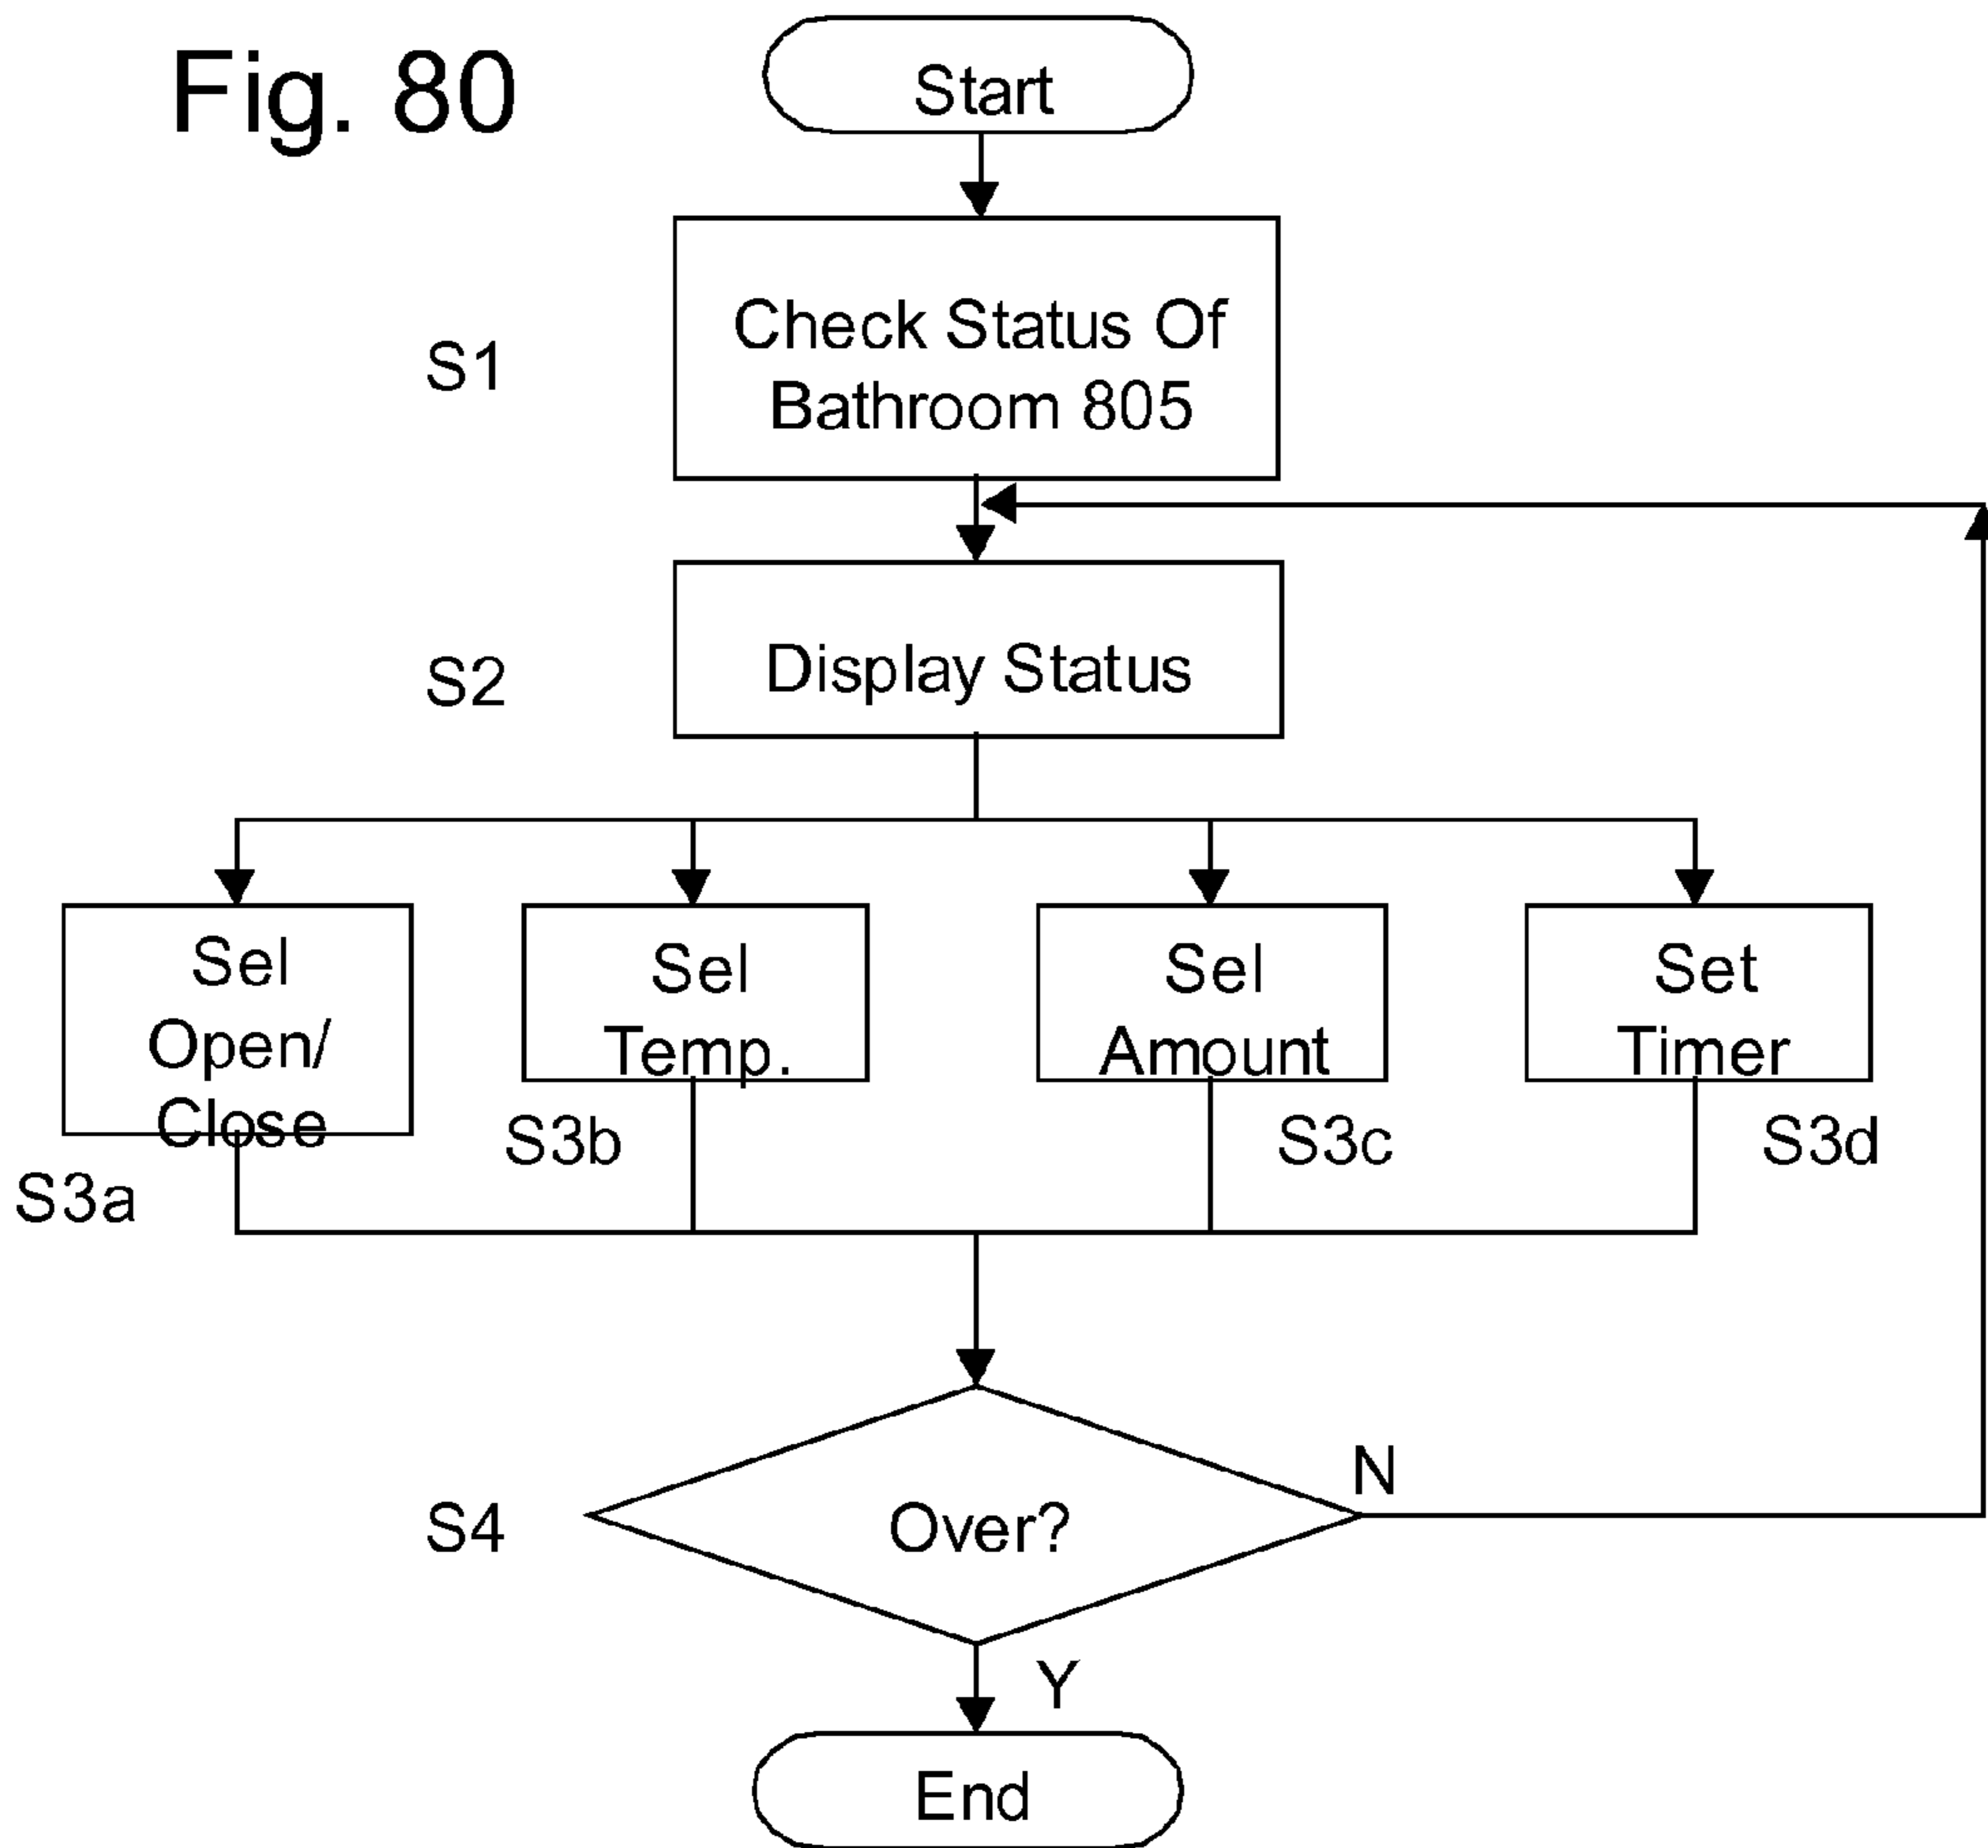 Fig. 80
Start
S1
Check Status Of
Bathroom 805
S2
Display Status
Sel
Open/
Close
S3a
Sel
Temp.
S3b
Sel
Amount
S3c
Set
Timer
S3d
S4
Over?
N
Y
End